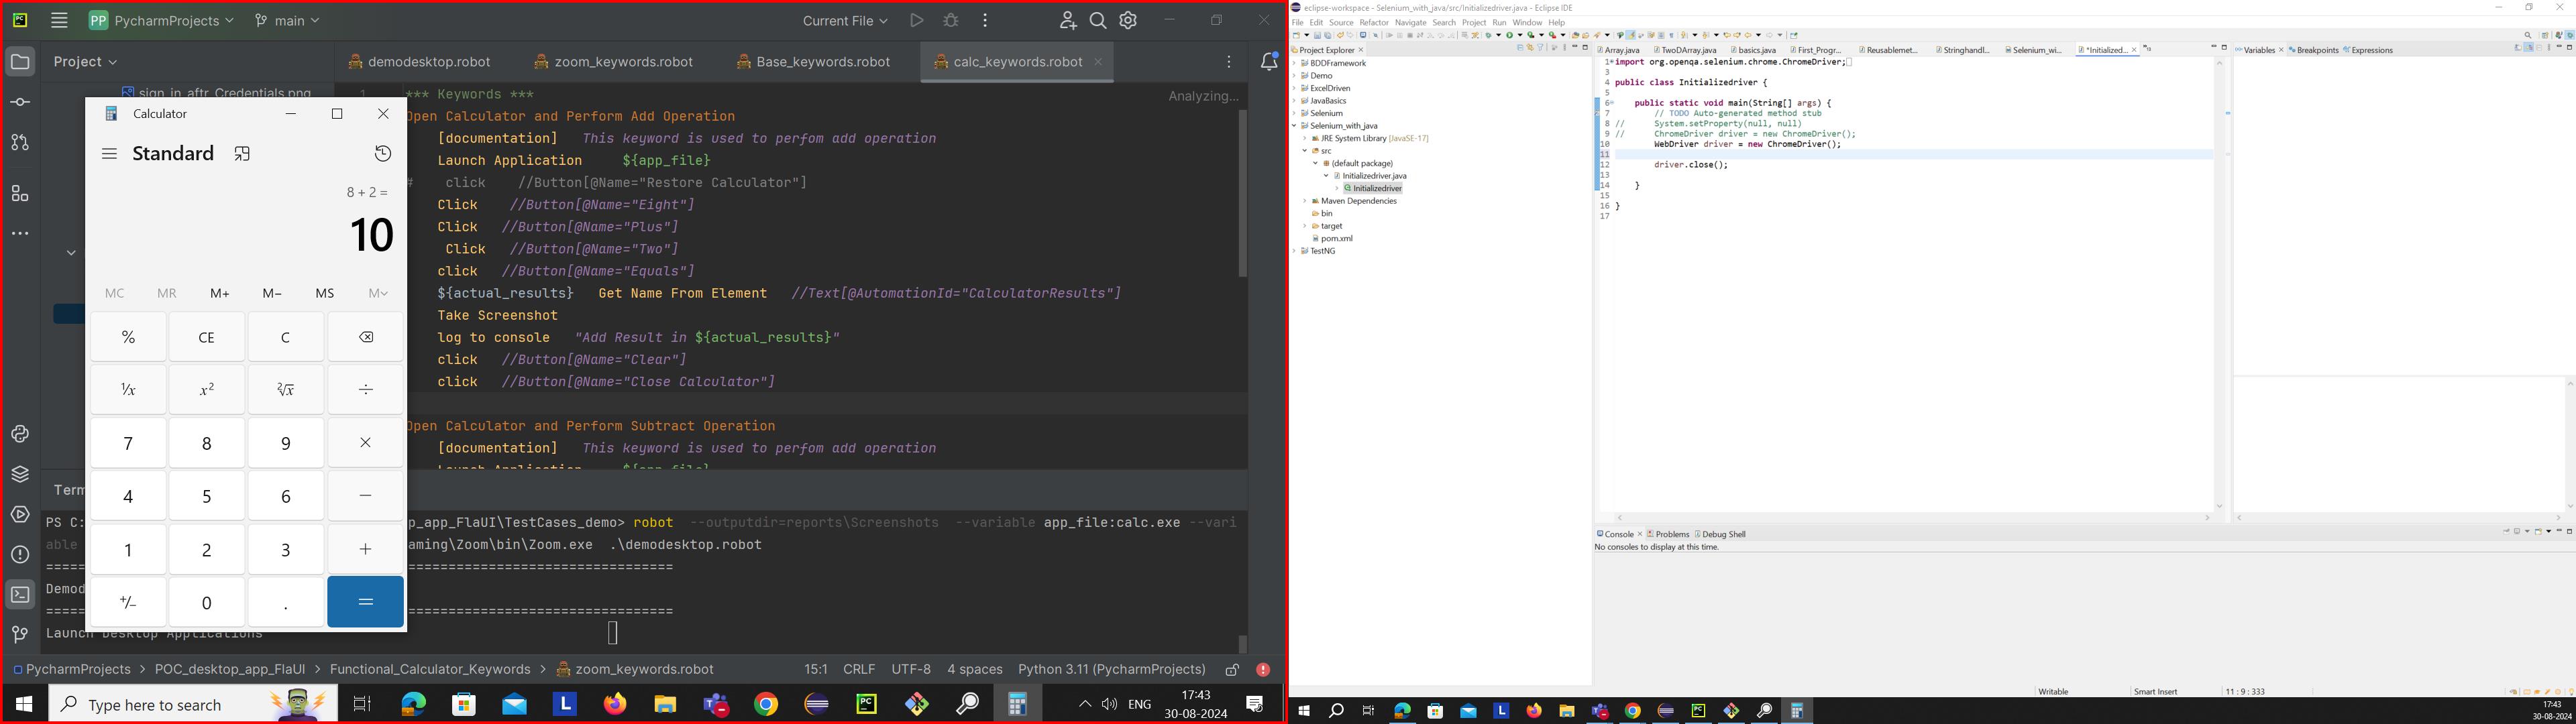 PC
PP PycharmProjects
main
Current File
Project
demodesktop.robot
zoom_keywords.robot
Base_keywords.robot
calc_keywords.robot
sign_in_aftr_Credentials.png
1
*** Keywords ***
Analyzing...
Open Calculator and Perform Add Operation
[documentation] This keyword is used to perfom add operation
Launch Application ${app_file}
# click //Button[@Name="Restore Calculator"]
Click //Button[@Name="Eight"]
Click //Button[@Name="Plus"]
Click //Button[@Name="Two"]
click //Button[@Name="Equals"]
${actual_results} Get Name From Element //Text[@AutomationId="CalculatorResults"]
Take Screenshot
log to console "Add Result in ${actual_results}"
click //Button[@Name="Clear"]
click //Button[@Name="Close Calculator"]
Open Calculator and Perform Subtract Operation
[documentation] This keyword is used to perfom add operation
Launch Application ${app_file}
Calculator
Standard
8 + 2 =
10
MC MR M+ M− MS M
% CE C
1/x x2 2√x ÷
7 8 9 ×
4 5 6 −
1 2 3 +
+/− 0 . =
Term
PS C:
p_app_FlaUI\TestCases_demo> robot --outputdir=reports\Screenshots --variable app_file:calc.exe --vari
able
aming\Zoom\bin\Zoom.exe .\demodesktop.robot
Demod
Launch Desktop Applications
PycharmProjects > POC_desktop_app_FlaUI > Functional_Calculator_Keywords > zoom_keywords.robot
15:1 CRLF UTF-8 4 spaces Python 3.11 (PycharmProjects)
Type here to search
ENG
17:43
30-08-2024
eclipse-workspace - Selenium_with_java/src/Initializedriver.java - Eclipse IDE
File Edit Source Refactor Navigate Search Project Run Window Help
Project Explorer
BDDFramework
Demo
ExcelDriven
JavaBasics
Selenium
Selenium_with_java
JRE System Library [JavaSE-17]
src
(default package)
Initializedriver.java
Initializedriver
Maven Dependencies
bin
target
pom.xml
TestNG
Array.java
TwoDArray.java
basics.java
First_Progr...
Reusablemet...
Stringhandl...
Selenium_wi...
*Initialized...
1 import org.openqa.selenium.chrome.ChromeDriver;
3
4 public class Initializedriver {
5
6 public static void main(String[] args) {
7 // TODO Auto-generated method stub
8 // System.setProperty(null, null)
9 // ChromeDriver driver = new ChromeDriver();
10 WebDriver driver = new ChromeDriver();
11
12 driver.close();
13
14 }
15
16 }
17
Variables
Breakpoints
Expressions
Console
Problems
Debug Shell
No consoles to display at this time.
Writable
Smart Insert
11 : 9 : 333
17:43
30-08-2024